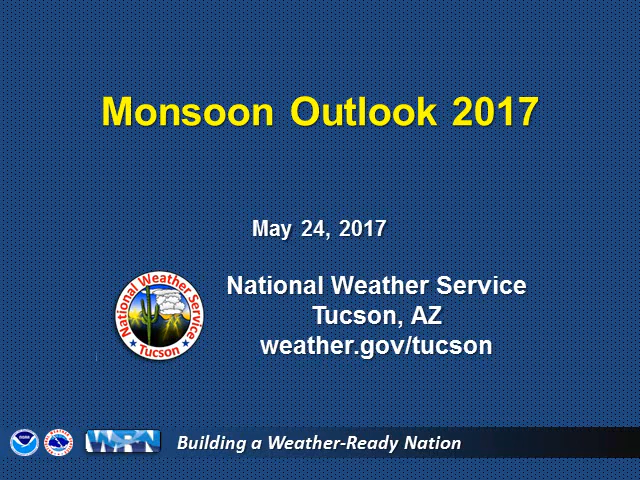 Monsoon Outlook 2017
May 24, 2017
National Weather Service
Tucson, AZ
weather.gov/tucson
National Weather Service
Tucson
WRN
Building a Weather-Ready Nation